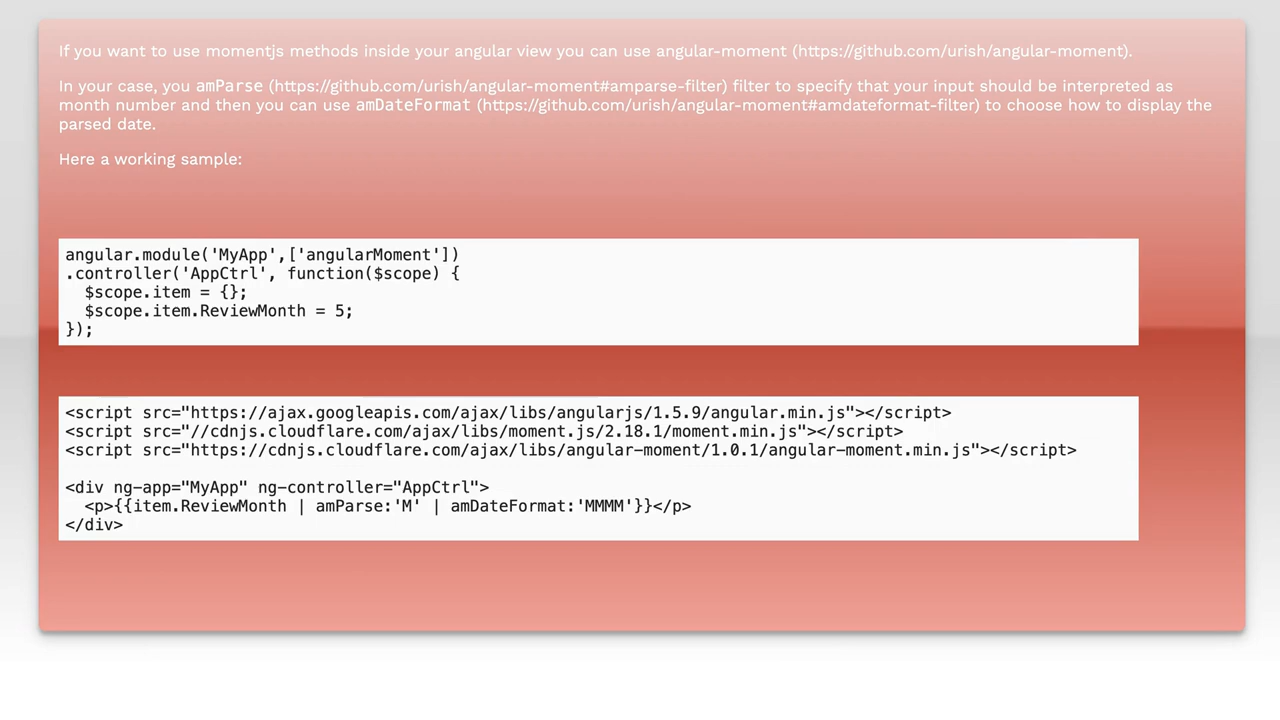 If you want to use momentjs methods inside your angular view you can use angular-moment (https://github.com/urish/angular-moment).
In your case, you amParse (https://github.com/urish/angular-moment#amparse-filter) filter to specify that your input should be interpreted as
month number and then you can use amDateFormat (https://github.com/urish/angular-moment#amdateformat-filter) to choose how to display the
parsed date.
Here a working sample:
angular.module('MyApp',['angularMoment'])
.controller('AppCtrl', function($scope) {
  $scope.item = {};
  $scope.item.ReviewMonth = 5;
});
<script src="https://ajax.googleapis.com/ajax/libs/angularjs/1.5.9/angular.min.js"></script>
<script src="//cdnjs.cloudflare.com/ajax/libs/moment.js/2.18.1/moment.min.js"></script>
<script src="https://cdnjs.cloudflare.com/ajax/libs/angular-moment/1.0.1/angular-moment.min.js"></script>
<div ng-app="MyApp" ng-controller="AppCtrl">
  <p>{{item.ReviewMonth | amParse:'M' | amDateFormat:'MMMM'}}</p>
</div>